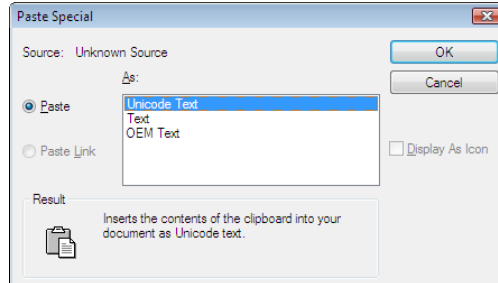 Paste Special
Source: Unknown Source
OK
As:
Cancel
Paste
Unicode Text
Text
OEM Text
Paste Link
Display As Icon
Result
Inserts the contents of the clipboard into your
document as Unicode text.